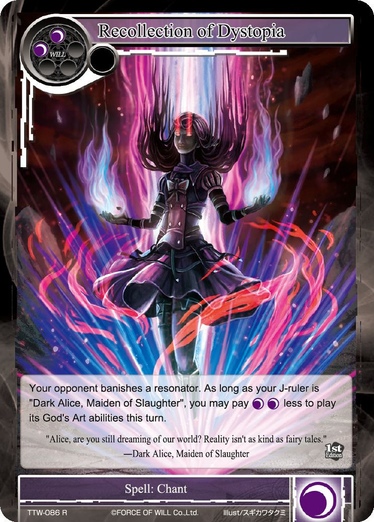 Recollection of Dystopia
WILL
Your opponent banishes a resonator. As long as your J-ruler is
"Dark Alice, Maiden of Slaughter", you may pay less to play
its God's Art abilities this turn.
"Alice, are you still dreaming of our world? Reality isn't as kind as fairy tales."
—Dark Alice, Maiden of Slaughter
1st
Edition
Spell: Chant
TTW-086 R ©FORCE OF WILL Co.,Ltd. Illust/スギカワタクミ